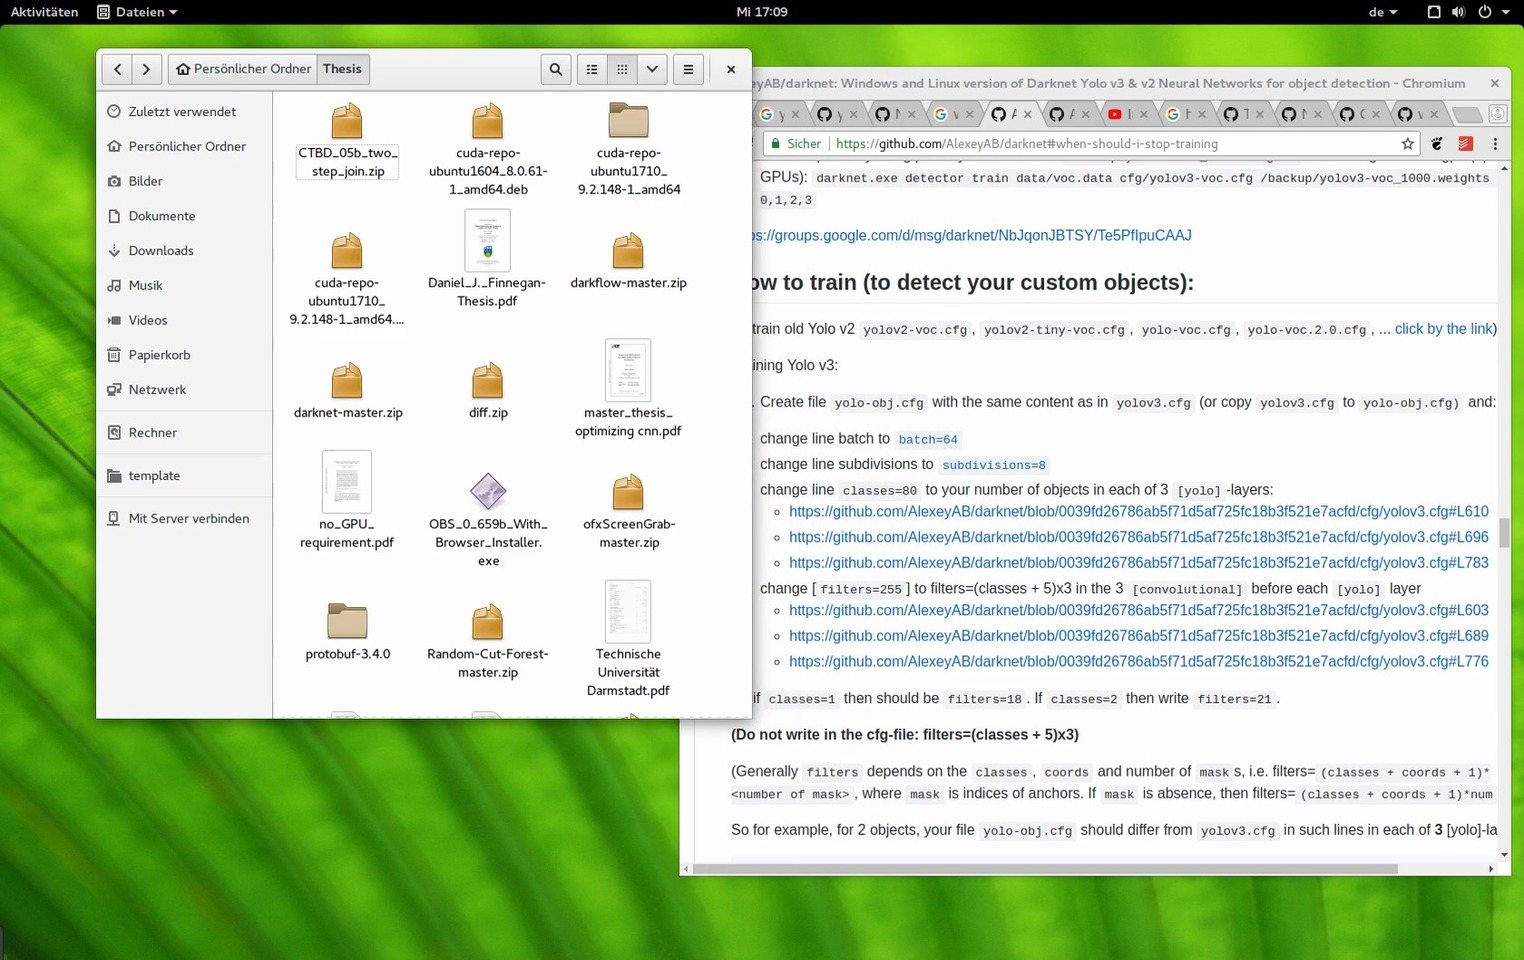 Aktivitäten
Dateien
Mi 17:09
de
Persönlicher Ordner
Thesis
Zuletzt verwendet
Persönlicher Ordner
Bilder
Dokumente
Downloads
Musik
Videos
Papierkorb
Netzwerk
Rechner
template
Mit Server verbinden
CTBD_05b_two_
step_join.zip
cuda-repo-
ubuntu1604_8.0.61-
1_amd64.deb
cuda-repo-
ubuntu1710_
9.2.148-1_amd64
cuda-repo-
ubuntu1710_
9.2.148-1_amd64....
Daniel_J._Finnegan-
Thesis.pdf
darkflow-master.zip
darknet-master.zip
diff.zip
master_thesis_
optimizing cnn.pdf
no_GPU_
requirement.pdf
OBS_0_659b_With_
Browser_Installer.
exe
ofxScreenGrab-
master.zip
protobuf-3.4.0
Random-Cut-Forest-
master.zip
Technische
Universität
Darmstadt.pdf
eyAB/darknet: Windows and Linux version of Darknet Yolo v3 & v2 Neural Networks for object detection - Chromium
Sicher
https://github.com/AlexeyAB/darknet#when-should-i-stop-training
GPUs): darknet.exe detector train data/voc.data cfg/yolov3-voc.cfg /backup/yolov3-voc_1000.weights
0,1,2,3
ps://groups.google.com/d/msg/darknet/NbJqonJBTSY/Te5PfIpuCAAJ
ow to train (to detect your custom objects):
train old Yolo v2 yolov2-voc.cfg, yolov2-tiny-voc.cfg, yolo-voc.cfg, yolo-voc.2.0.cfg, ... click by the link)
ining Yolo v3:
. Create file yolo-obj.cfg with the same content as in yolov3.cfg (or copy yolov3.cfg to yolo-obj.cfg) and:
change line batch to batch=64
change line subdivisions to subdivisions=8
change line classes=80 to your number of objects in each of 3 [yolo]-layers:
https://github.com/AlexeyAB/darknet/blob/0039fd26786ab5f71d5af725fc18b3f521e7acfd/cfg/yolov3.cfg#L610
https://github.com/AlexeyAB/darknet/blob/0039fd26786ab5f71d5af725fc18b3f521e7acfd/cfg/yolov3.cfg#L696
https://github.com/AlexeyAB/darknet/blob/0039fd26786ab5f71d5af725fc18b3f521e7acfd/cfg/yolov3.cfg#L783
change [filters=255] to filters=(classes + 5)x3 in the 3 [convolutional] before each [yolo] layer
https://github.com/AlexeyAB/darknet/blob/0039fd26786ab5f71d5af725fc18b3f521e7acfd/cfg/yolov3.cfg#L603
https://github.com/AlexeyAB/darknet/blob/0039fd26786ab5f71d5af725fc18b3f521e7acfd/cfg/yolov3.cfg#L689
https://github.com/AlexeyAB/darknet/blob/0039fd26786ab5f71d5af725fc18b3f521e7acfd/cfg/yolov3.cfg#L776
if classes=1 then should be filters=18. If classes=2 then write filters=21.
(Do not write in the cfg-file: filters=(classes + 5)x3)
(Generally filters depends on the classes, coords and number of masks, i.e. filters=(classes + coords + 1)*
<number of mask>, where mask is indices of anchors. If mask is absence, then filters=(classes + coords + 1)*num
So for example, for 2 objects, your file yolo-obj.cfg should differ from yolov3.cfg in such lines in each of 3 [yolo]-la